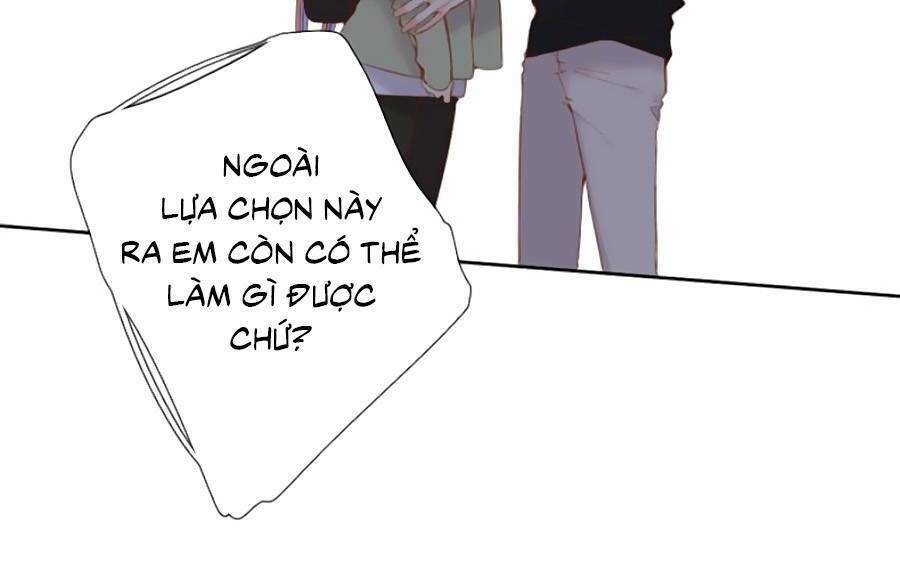 NGOÀI
LỰA CHỌN NÀY
RA EM CÒN CÓ THỂ
LÀM GÌ ĐƯỢC
CHỨ?